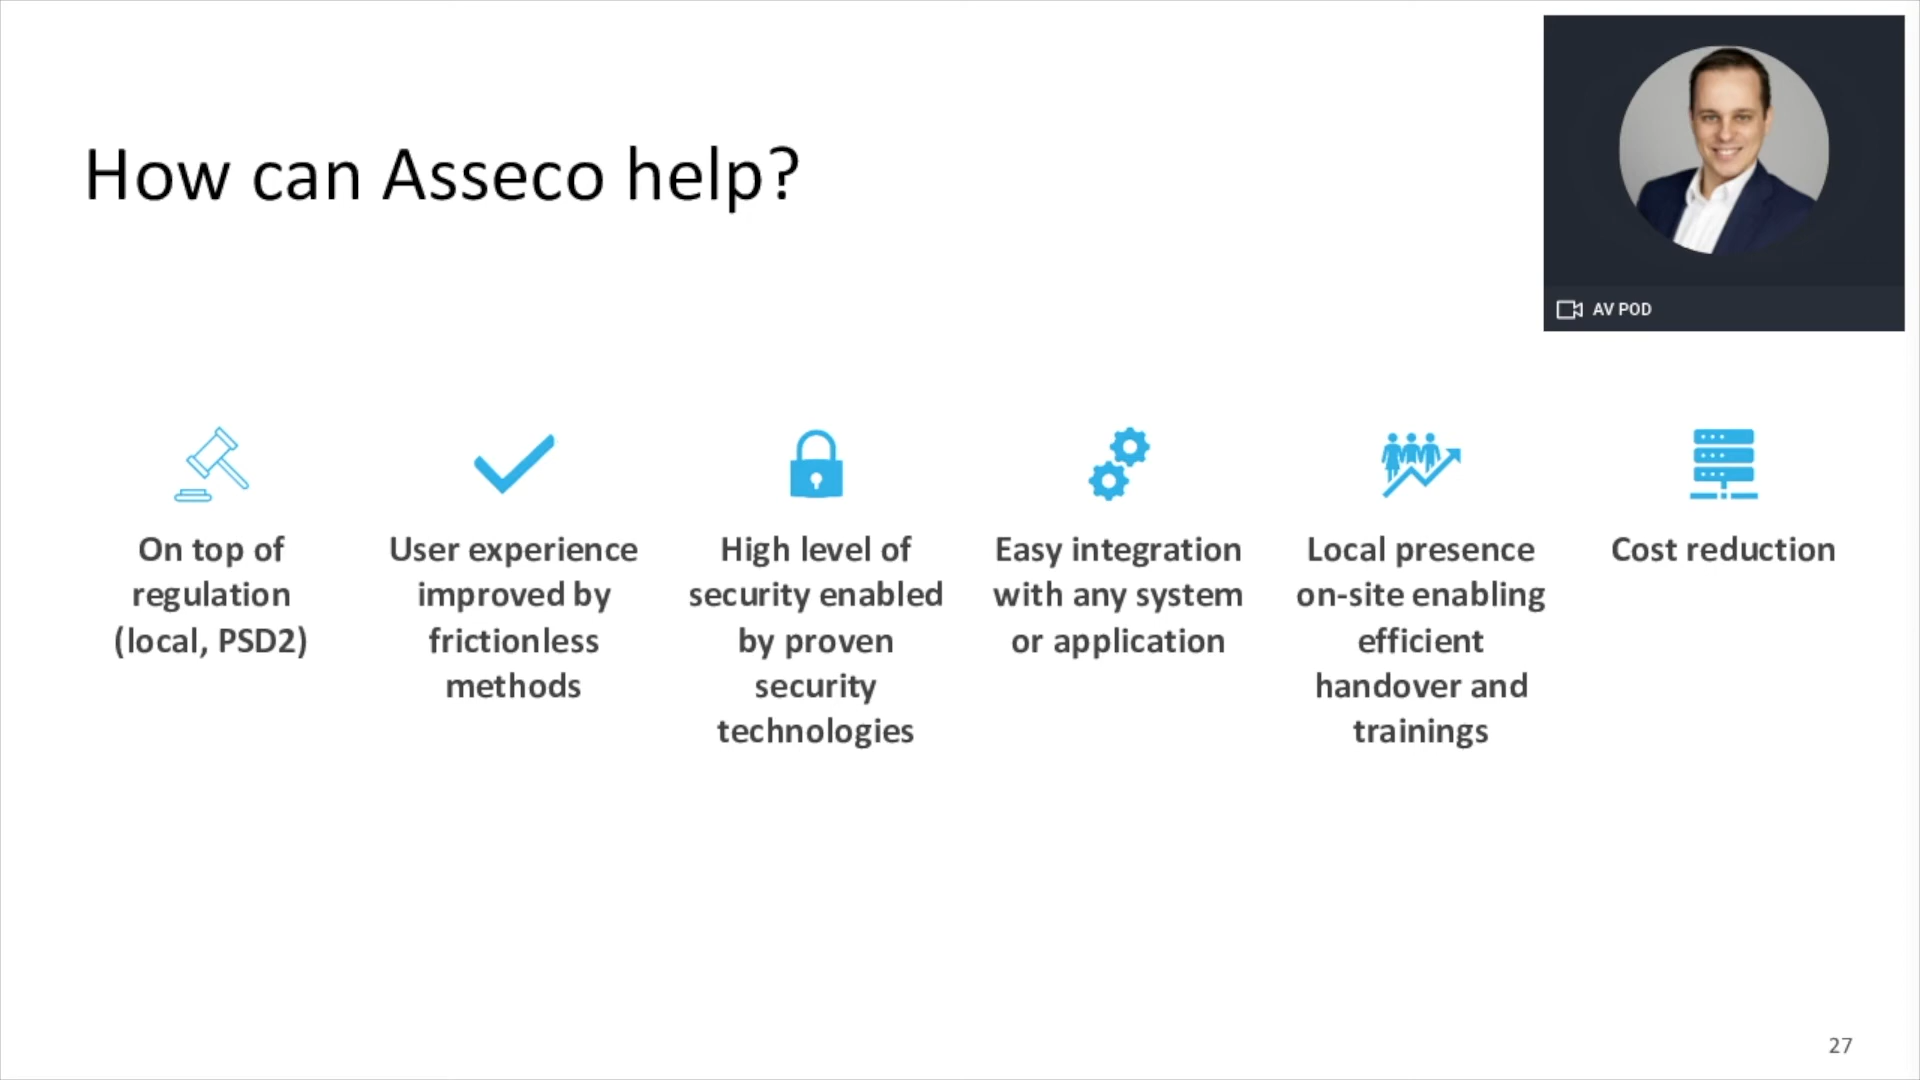 How can Asseco help?
AV POD
On top of
regulation
(local, PSD2)
User experience
improved by
frictionless
methods
High level of
security enabled
by proven
security
technologies
Easy integration
with any system
or application
Local presence
on-site enabling
efficient
handover and
trainings
Cost reduction
27